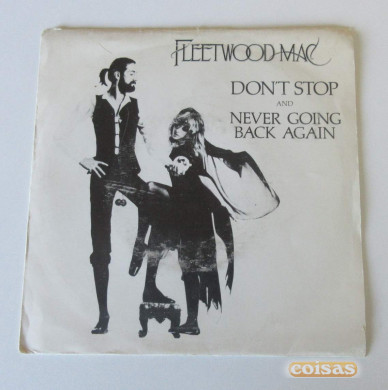 FLEETWOOD MAC
DON'T STOP
AND
NEVER GOING
BACK AGAIN
coisas